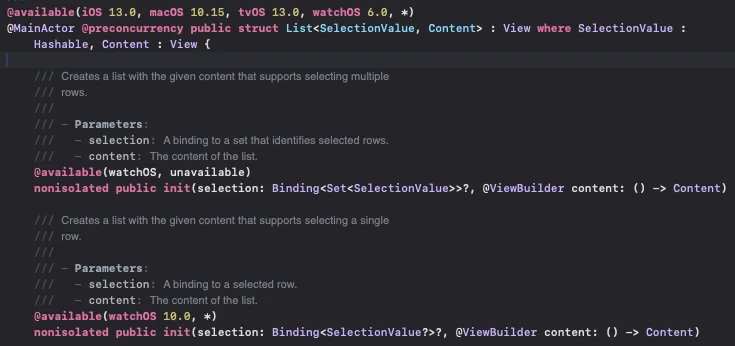 @available(iOS 13.0, macOS 10.15, tvOS 13.0, watchOS 6.0, *)
@MainActor @preconcurrency public struct List<SelectionValue, Content> : View where SelectionValue :
Hashable, Content : View {
/// Creates a list with the given content that supports selecting multiple
/// rows.
///
/// - Parameters:
///   - selection: A binding to a set that identifies selected rows.
///   - content: The content of the list.
@available(watchOS, unavailable)
nonisolated public init(selection: Binding<Set<SelectionValue>>?, @ViewBuilder content: () -> Content)
/// Creates a list with the given content that supports selecting a single
/// row.
///
/// - Parameters:
///   - selection: A binding to a selected row.
///   - content: The content of the list.
@available(watchOS 10.0, *)
nonisolated public init(selection: Binding<SelectionValue?>?, @ViewBuilder content: () -> Content)